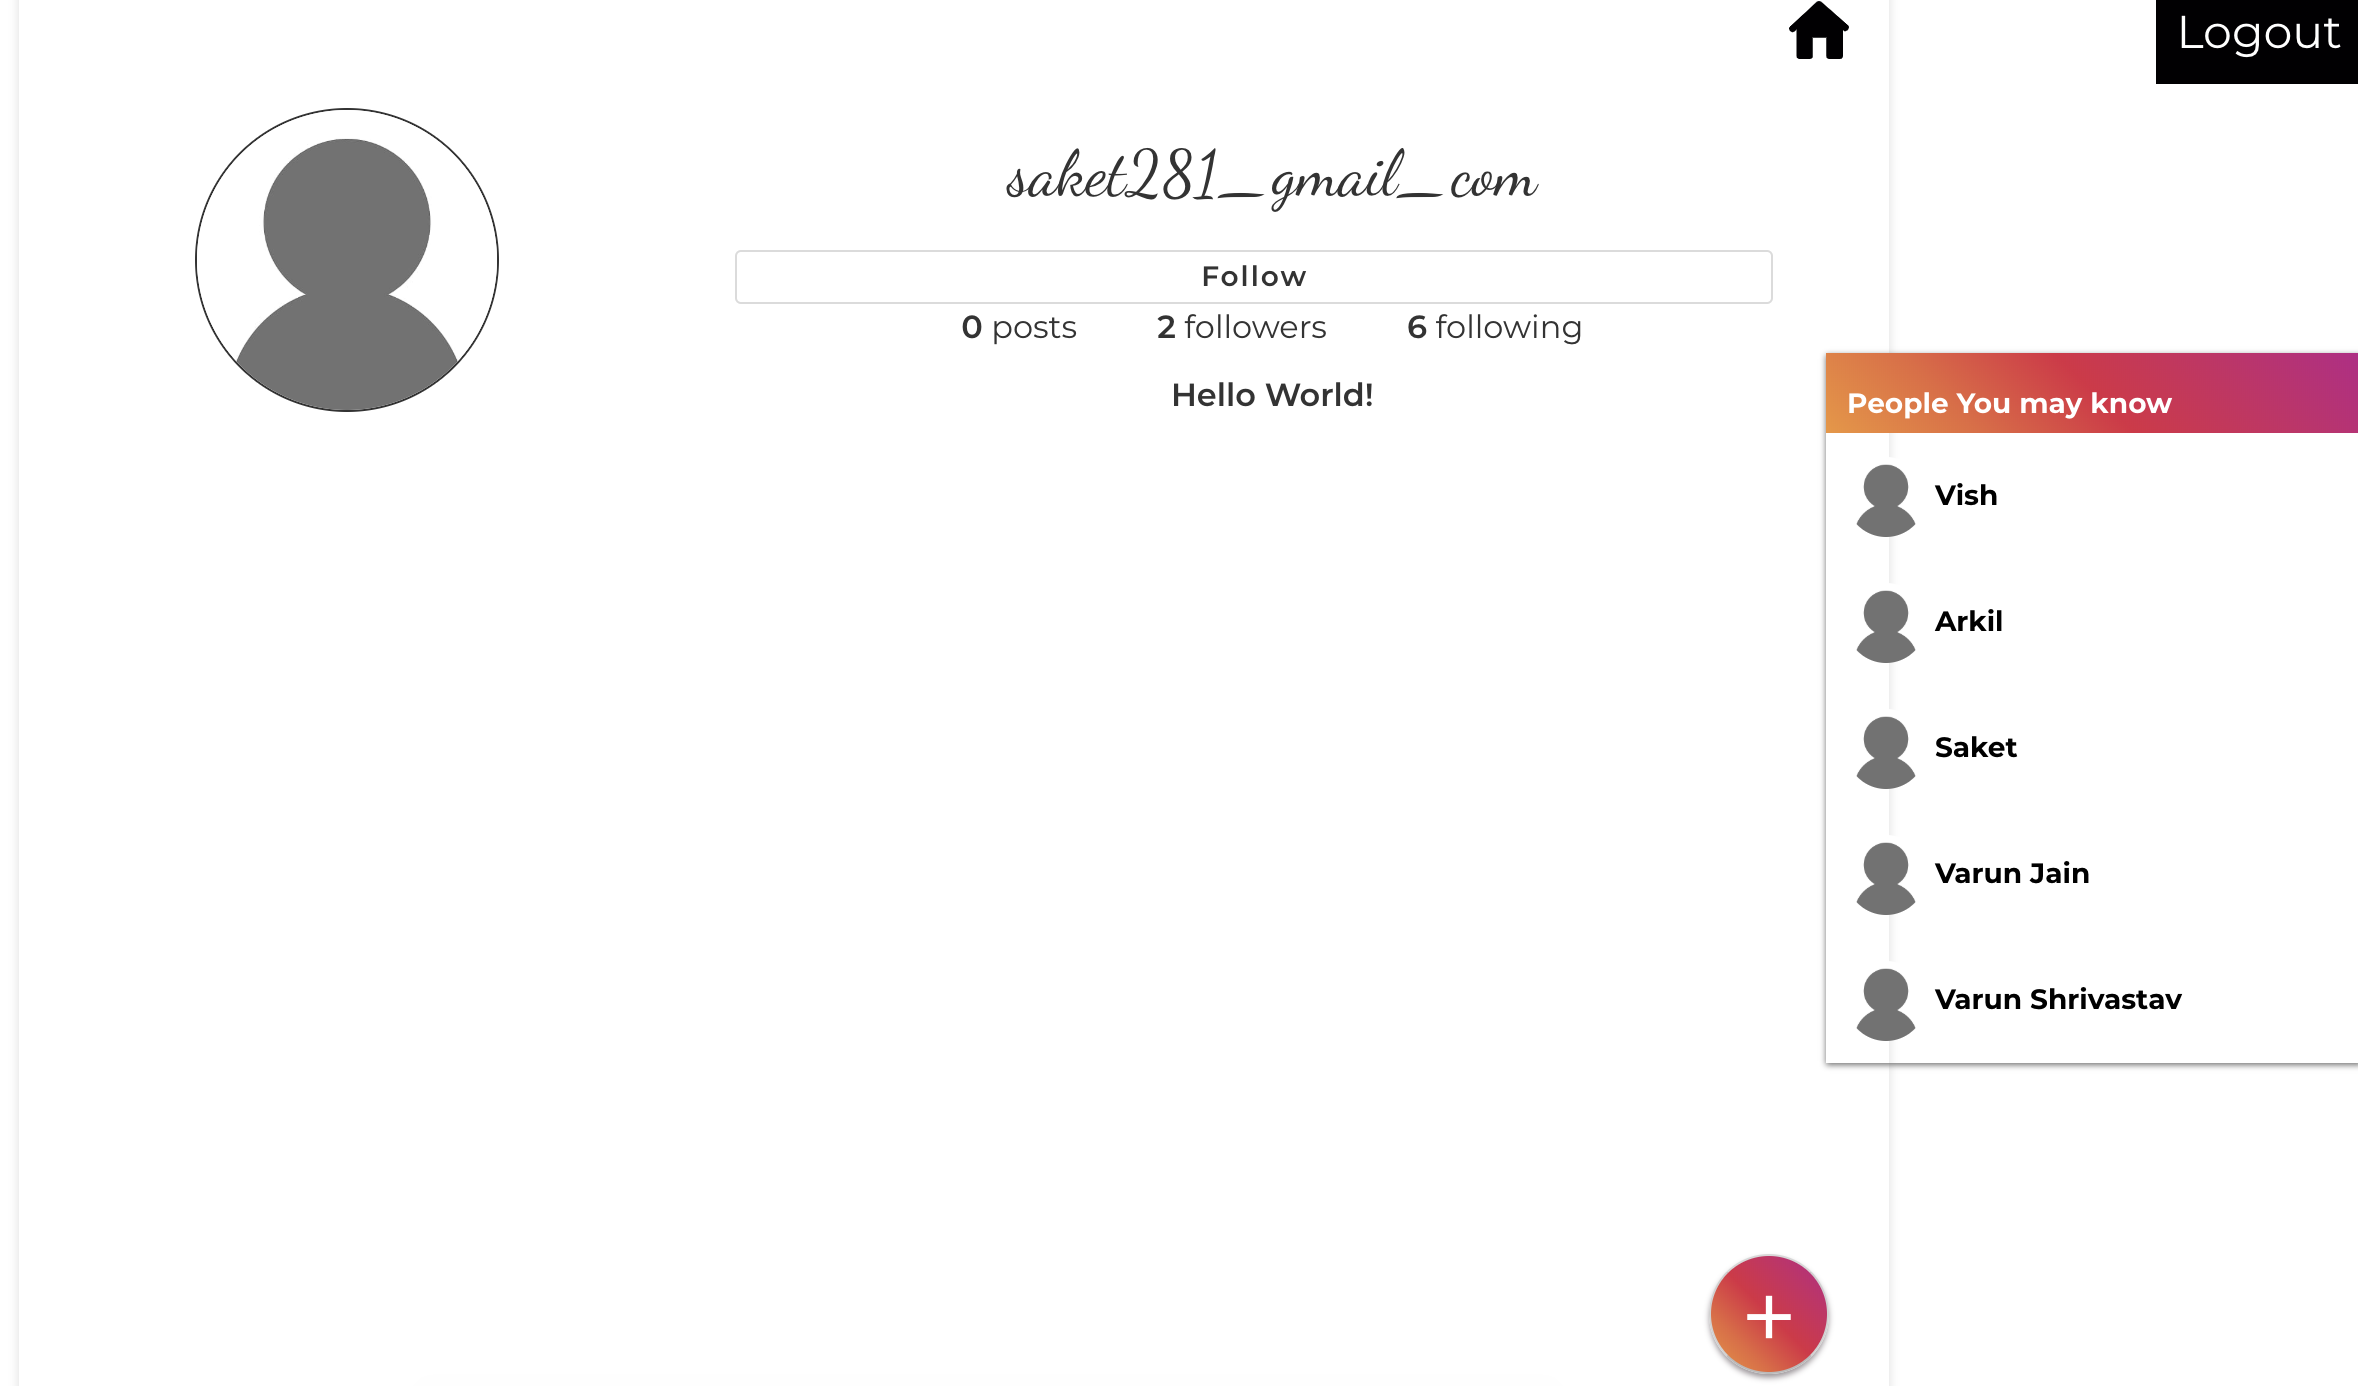 Logout
saket281_gmail_com
Follow
0 posts 2 followers 6 following
Hello World!
People You may know
Vish
Arkil
Saket
Varun Jain
Varun Shrivastav
+